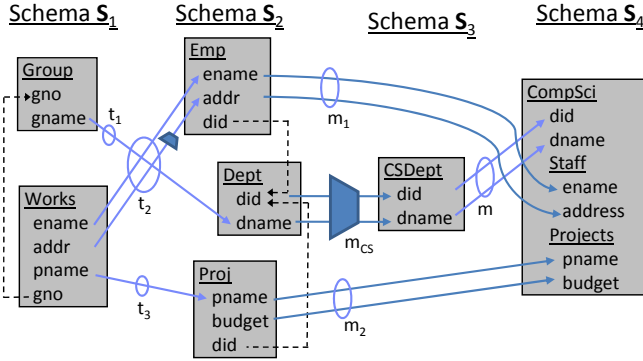 Schema S1
Schema S2
Schema S3
Schema S4
Group
gno
gname
Works
ename
addr
pname
gno
t1
t2
t3
Emp
ename
addr
did
Dept
did
dname
Proj
pname
budget
did
m1
mCS
m2
CSDept
did
dname
m
CompSci
did
dname
Staff
ename
address
Projects
pname
budget